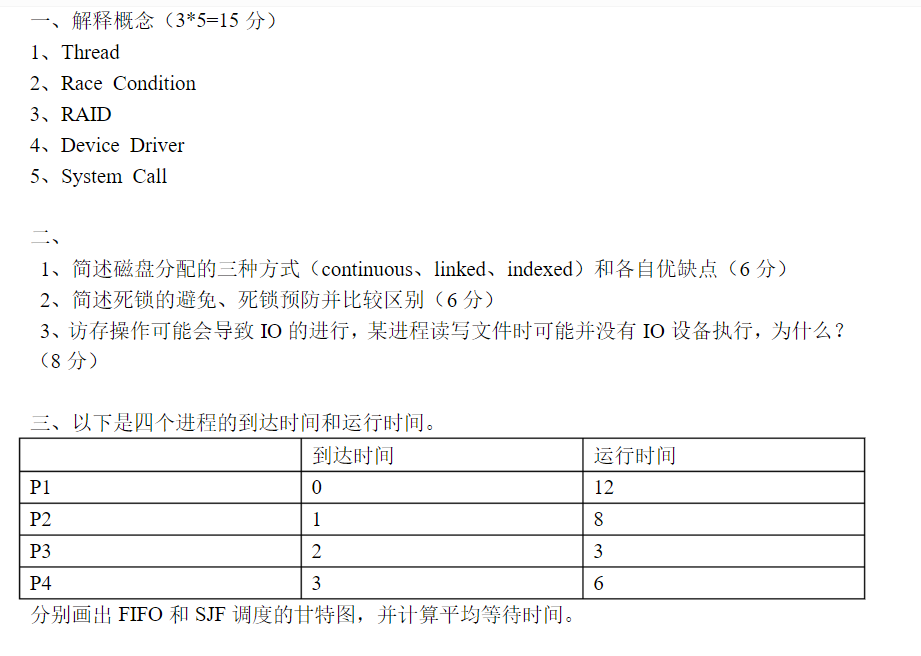 一、解释概念（3*5=15 分）
1、Thread
2、Race Condition
3、RAID
4、Device Driver
5、System Call
二、
1、简述磁盘分配的三种方式（continuous、linked、indexed）和各自优缺点（6 分）
2、简述死锁的避免、死锁预防并比较区别（6 分）
3、访存操作可能会导致 IO 的进行，某进程读写文件时可能并没有 IO 设备执行，为什么？
（8 分）
三、以下是四个进程的到达时间和运行时间。
到达时间 运行时间
P1 0 12
P2 1 8
P3 2 3
P4 3 6
分别画出 FIFO 和 SJF 调度的甘特图，并计算平均等待时间。